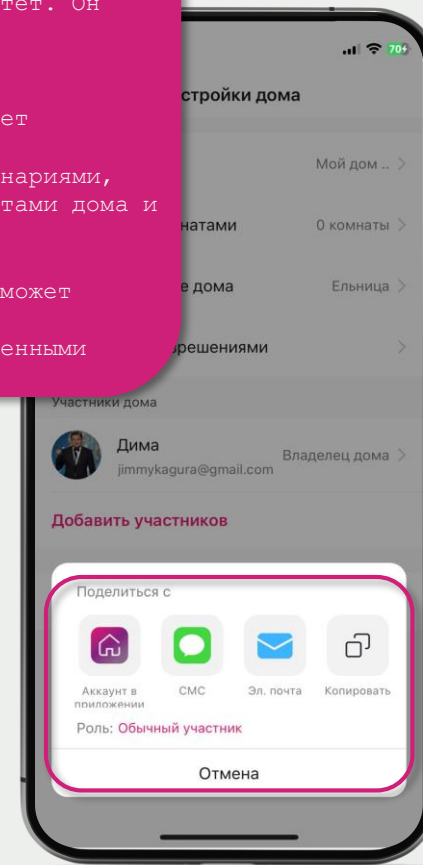 тет. Он
ет
нариями,
тами дома и
может
енными
70+
стройки дома
Мой дом ..
натами
0 комнаты
е дома
Ельница
зрешениями
Участники дома
Дима
jimmykagura@gmail.com
Владелец дома
Добавить участников
Поделиться с
Аккаунт в приложении
СМС
Эл. почта
Копировать
Роль: Обычный участник
Отмена